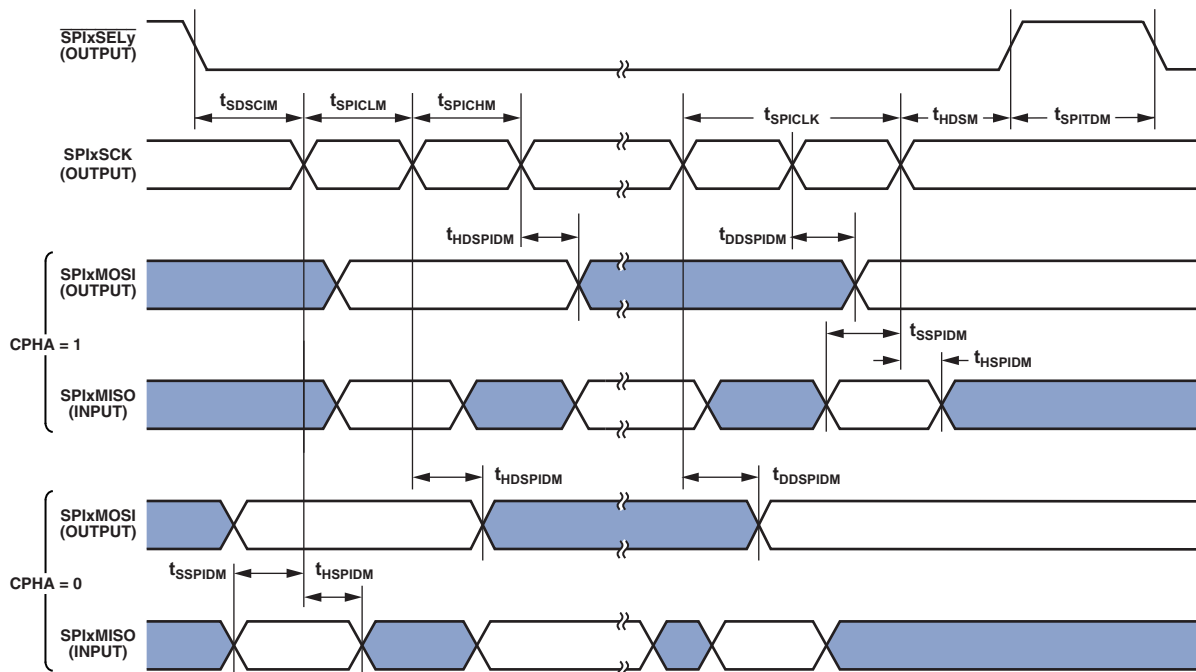 SPIxSELy
(OUTPUT)
tSDSCIM tSPICLM tSPICHM tSPICLK tHDSM tSPITDM
SPIxSCK
(OUTPUT)
tHDSPIDM tDDSPIDM
SPIxMOSI
(OUTPUT)
CPHA = 1
tSSPIDM
tHSPIDM
SPIxMISO
(INPUT)
tHDSPIDM tDDSPIDM
SPIxMOSI
(OUTPUT)
CPHA = 0
tSSPIDM tHSPIDM
SPIxMISO
(INPUT)